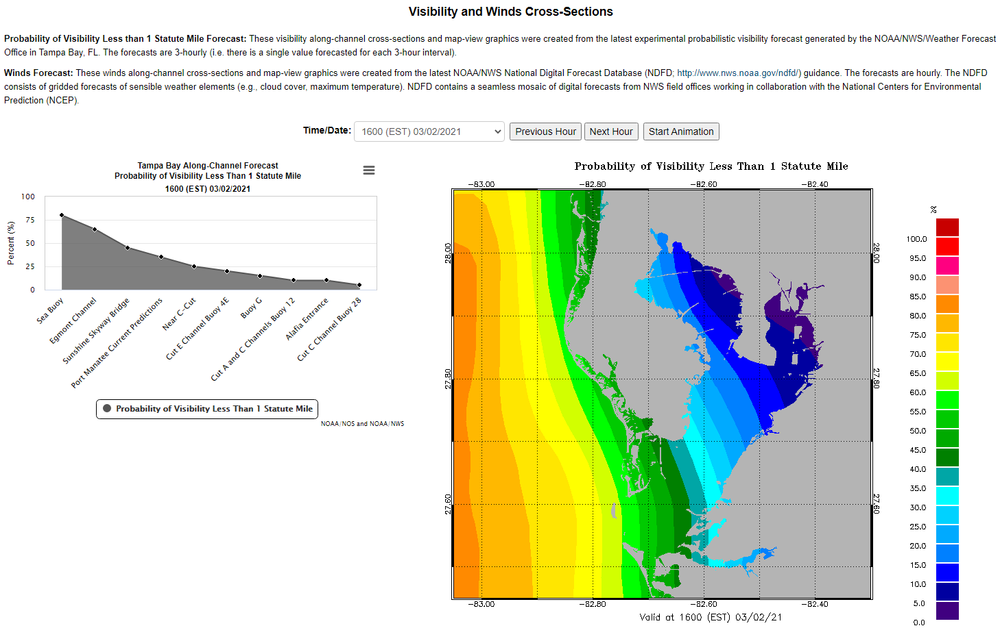 Visibility and Winds Cross-Sections
Probability of Visibility Less than 1 Statute Mile Forecast: These visibility along-channel cross-sections and map-view graphics were created from the latest experimental probabilistic visibility forecast generated by the NOAA/NWS/Weather Forecast
Office in Tampa Bay, FL. The forecasts are 3-hourly (i.e. there is a single value forecasted for each 3-hour interval).
Winds Forecast: These winds along-channel cross-sections and map-view graphics were created from the latest NOAA/NWS National Digital Forecast Database (NDFD; http://www.nws.noaa.gov/ndfd/) guidance. The forecasts are hourly. The NDFD
consists of gridded forecasts of sensible weather elements (e.g., cloud cover, maximum temperature). NDFD contains a seamless mosaic of digital forecasts from NWS field offices working in collaboration with the National Centers for Environmental
Prediction (NCEP).
Time/Date: 1600 (EST) 03/02/2021 Previous Hour Next Hour Start Animation
Tampa Bay Along-Channel Forecast
Probability of Visibility Less Than 1 Statute Mile
1600 (EST) 03/02/2021
Percent (%)
100
75
50
25
0
Sea Buoy
Egmont Channel
Sunshine Skyway Bridge
Port Manatee Current Predictions
Near C-Cut
Cut E Channel Buoy 4E
Buoy G
Cut A and C Channels Buoy 12
Alafia Entrance
Cut C Channel Buoy 28
Probability of Visibility Less Than 1 Statute Mile
NOAA/NOS and NOAA/NWS
Probability of Visibility Less Than 1 Statute Mile
-83.00 -82.80 -82.60 -82.40
28.00 28.00
27.80 27.80
27.60 27.60
-83.00 -82.80 -82.60 -82.40
Valid at 1600 (EST) 03/02/21
%
100.0
95.0
90.0
85.0
80.0
75.0
70.0
65.0
60.0
55.0
50.0
45.0
40.0
35.0
30.0
25.0
20.0
15.0
10.0
5.0
0.0